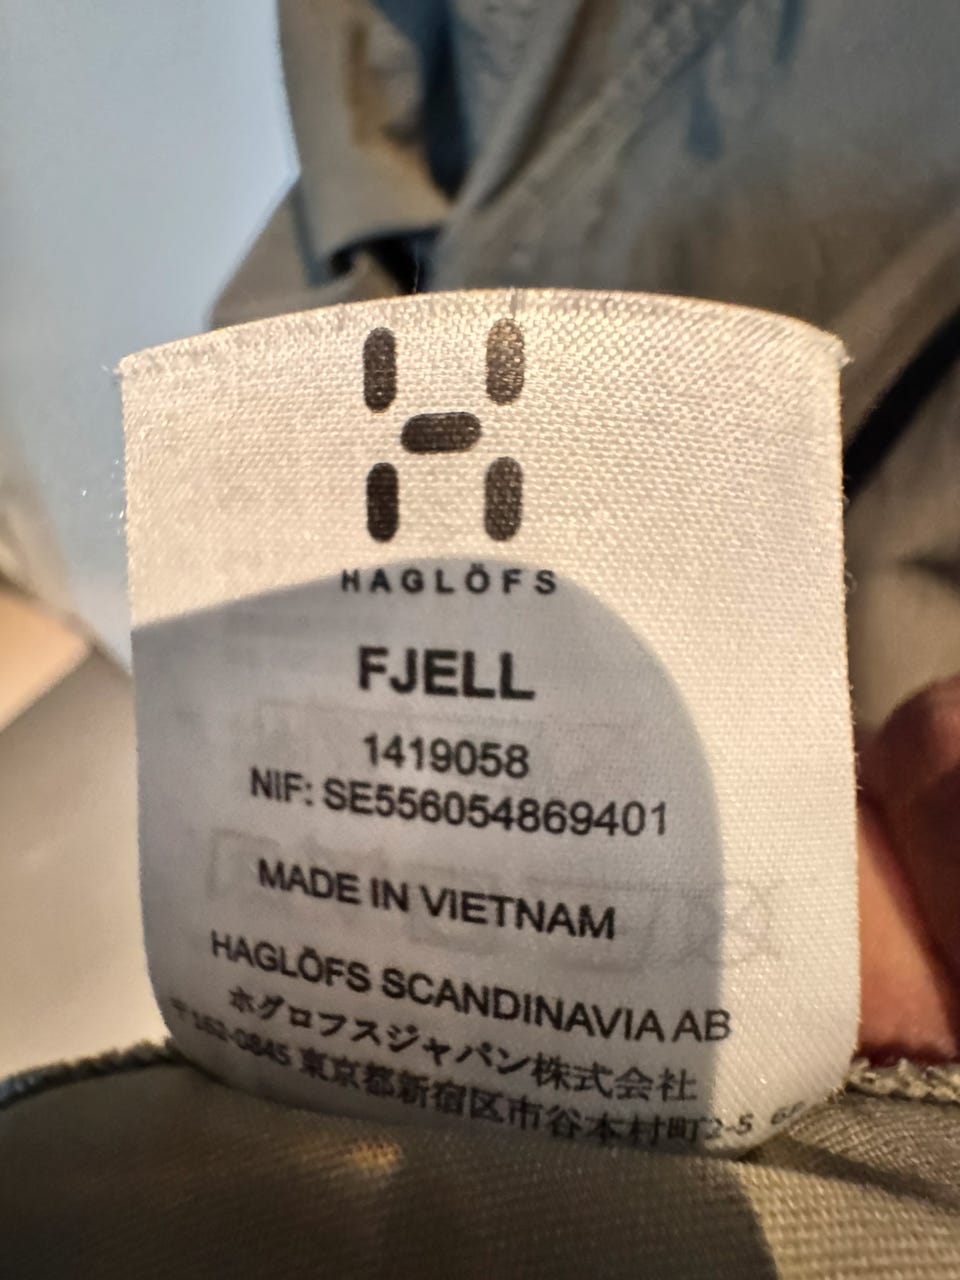 HAGLÖFS
FJELL
1419058
NIF: SE556054869401
MADE IN VIETNAM
HAGLÖFS SCANDINAVIA AB
ホグロフスジャパン株式会社
〒162-0845 東京都新宿区市谷本村町2-5